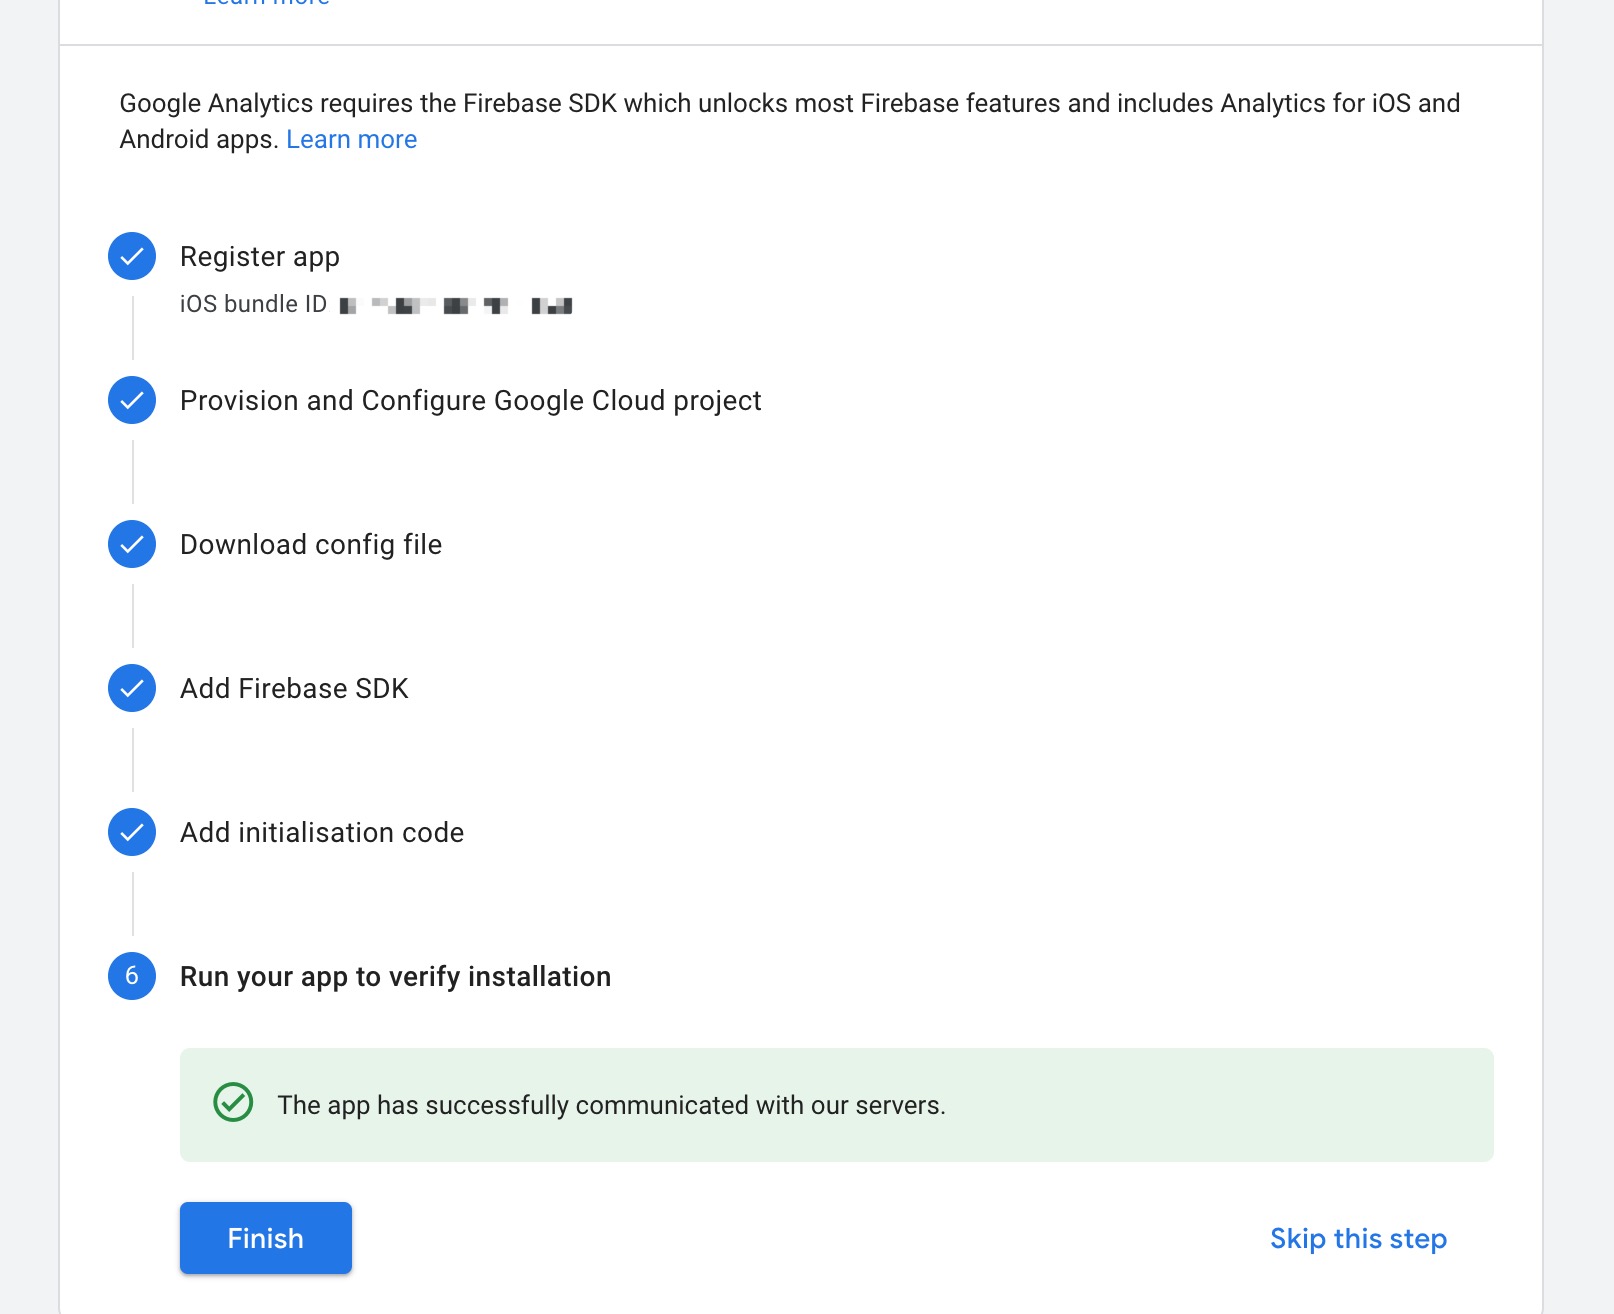 Learn more
Google Analytics requires the Firebase SDK which unlocks most Firebase features and includes Analytics for iOS and
Android apps. Learn more
Register app
iOS bundle ID
Provision and Configure Google Cloud project
Download config file
Add Firebase SDK
Add initialisation code
6 Run your app to verify installation
The app has successfully communicated with our servers.
Finish Skip this step